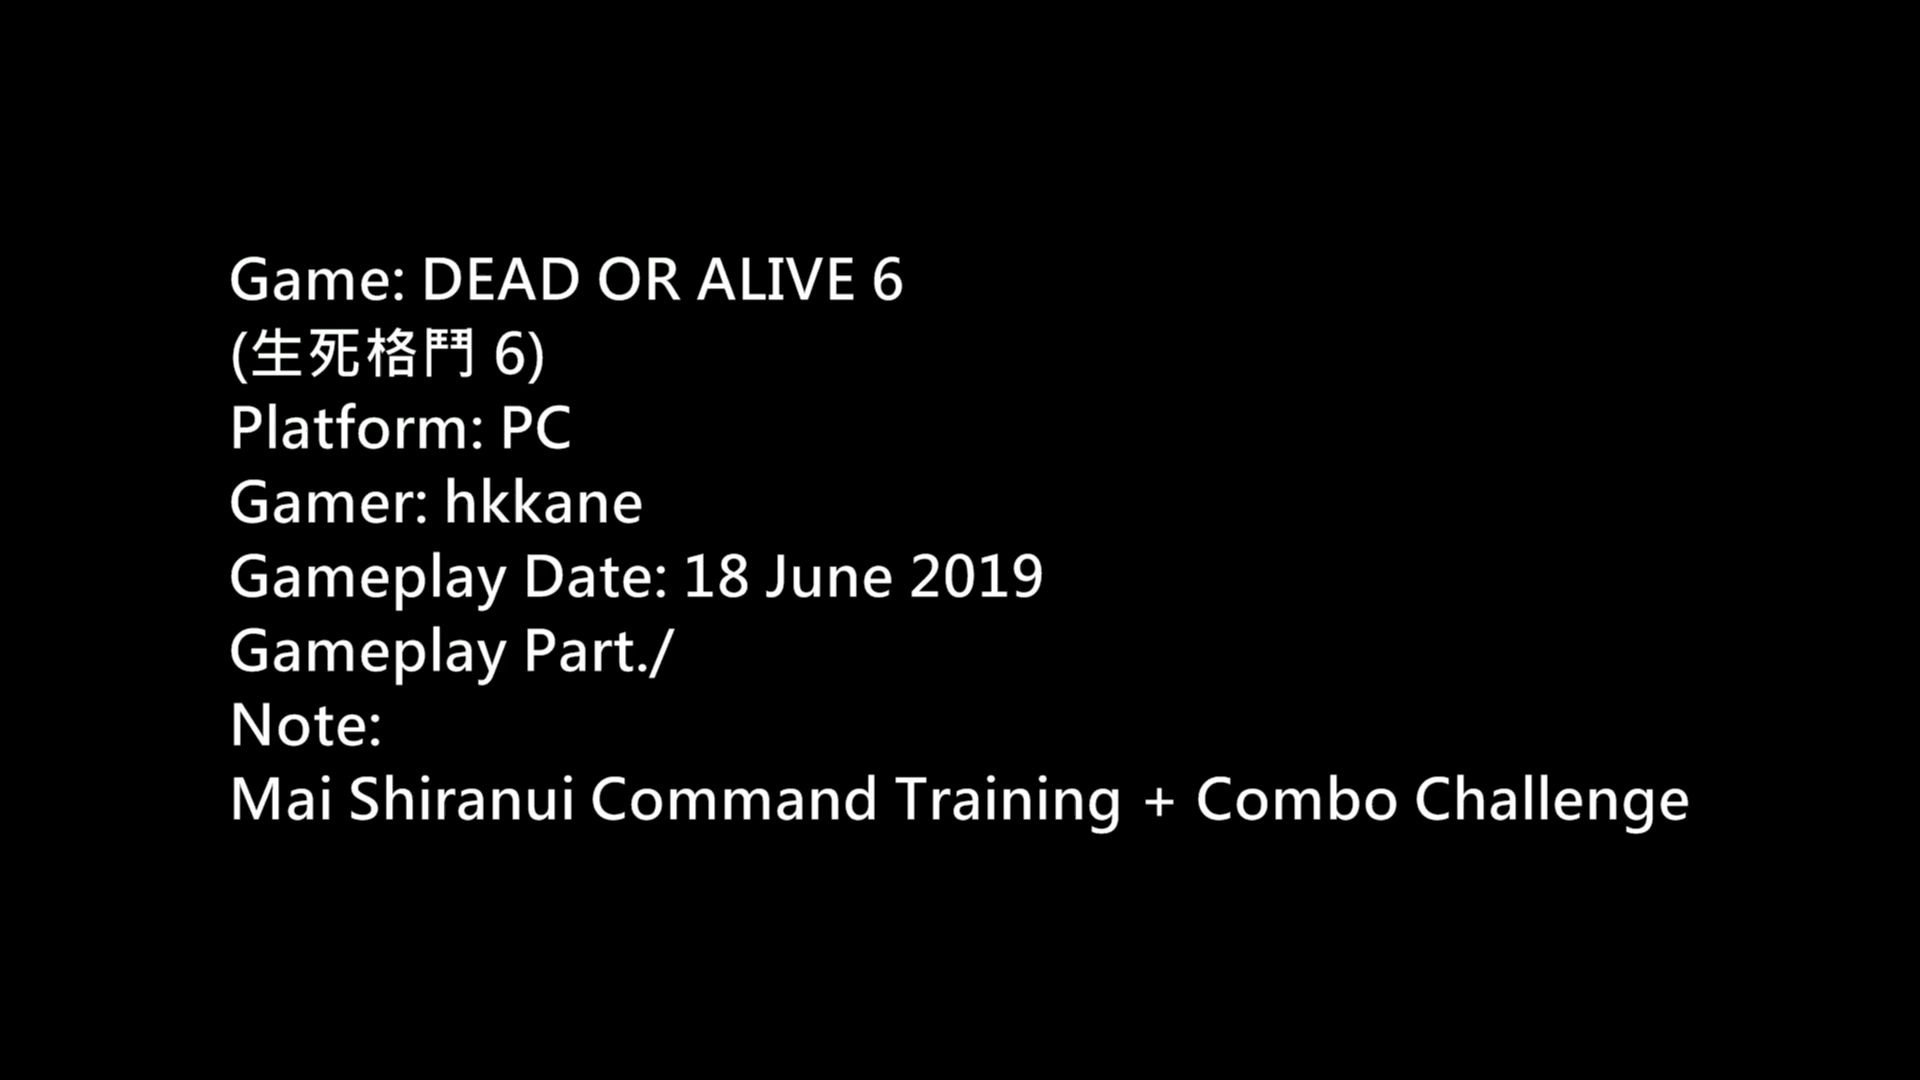 Game: DEAD OR ALIVE 6
(生死格鬥 6)
Platform: PC
Gamer: hkkane
Gameplay Date: 18 June 2019
Gameplay Part./
Note:
Mai Shiranui Command Training + Combo Challenge